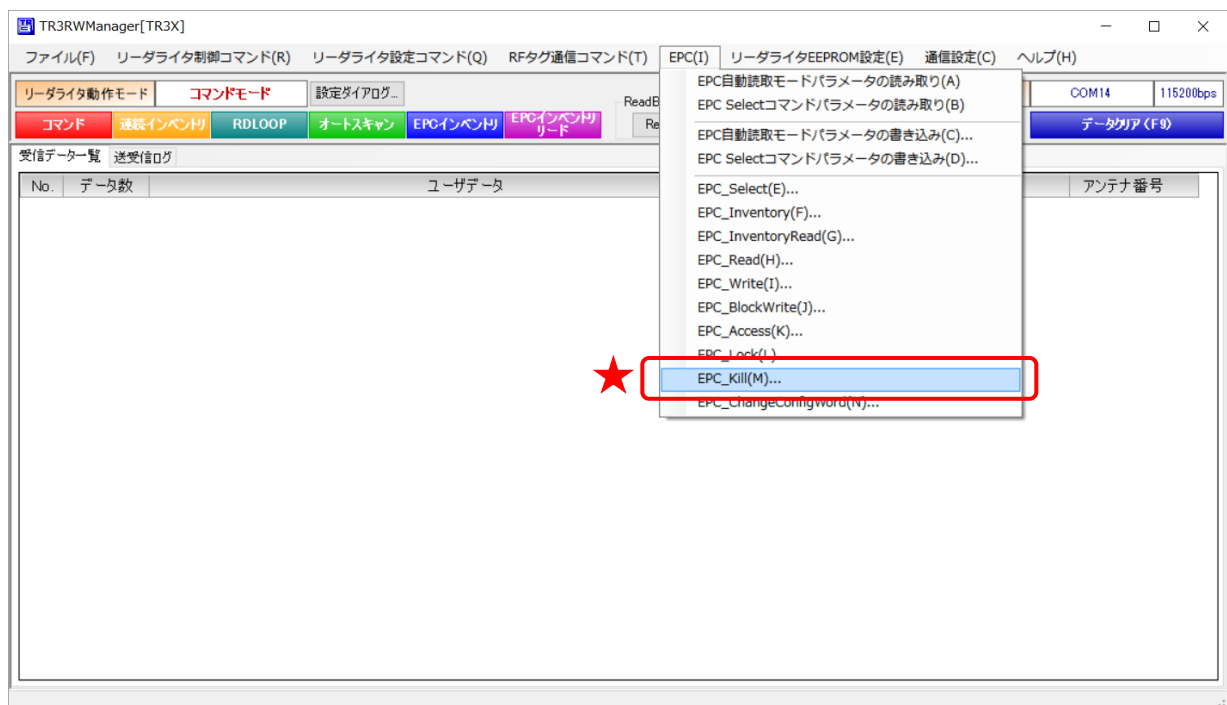 TR3RWManager[TR3X]
ファイル(F) リーダライタ制御コマンド(R) リーダライタ設定コマンド(Q) RFタグ通信コマンド(T) EPC(I) リーダライタEEPROM設定(E) 通信設定(C) ヘルプ(H)
リーダライタ動作モード コマンドモード 設定ダイアログ... COM14 115200bps
コマンド 連続インベントリ RDLOOP オートスキャン EPCインベントリ EPCインベントリ
リード
データクリア(F9)
受信データ一覧 送受信ログ
No. データ数 ユーザデータ アンテナ番号
EPC自動読取モードパラメータの読み取り(A)
EPC Selectコマンドパラメータの読み取り(B)
EPC自動読取モードパラメータの書き込み(C)...
EPC Selectコマンドパラメータの書き込み(D)...
EPC_Select(E)...
EPC_Inventory(F)...
EPC_InventoryRead(G)...
EPC_Read(H)...
EPC_Write(I)...
EPC_BlockWrite(J)...
EPC_Access(K)...
EPC_Lock(L)
EPC_Kill(M)...
EPC_ChangeConfigWord(N)...